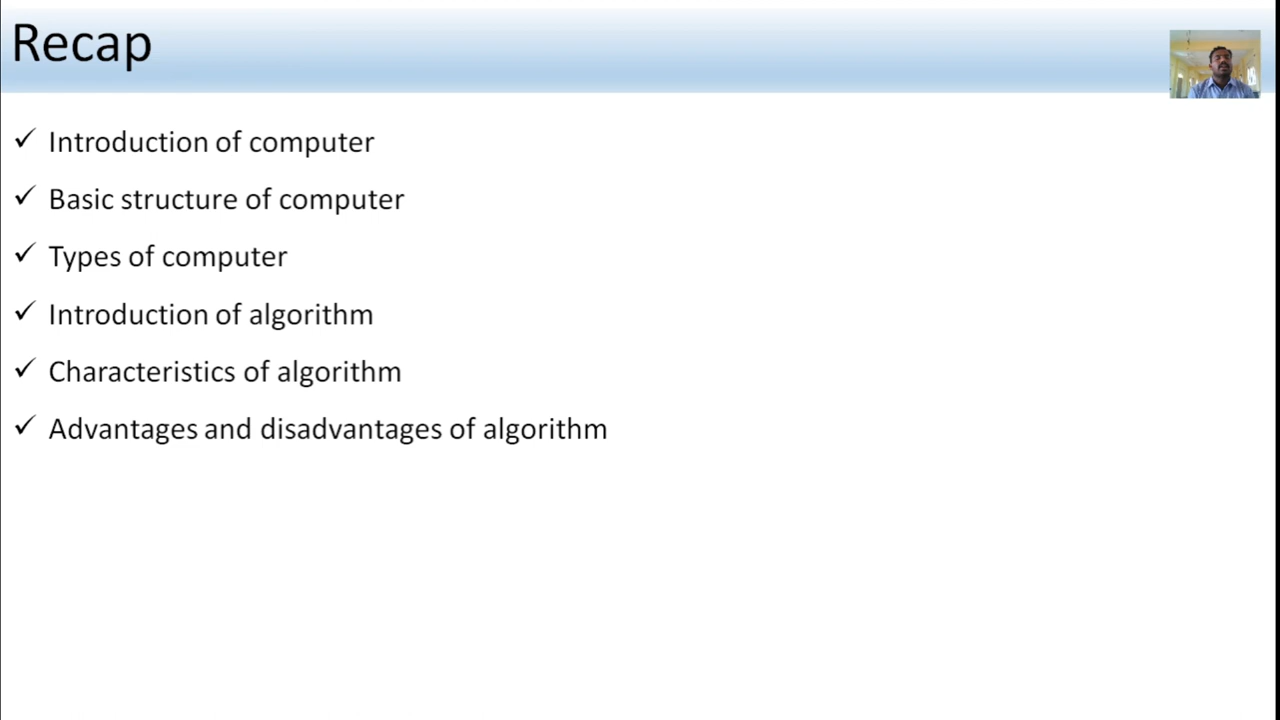 Recap
✓ Introduction of computer
✓ Basic structure of computer
✓ Types of computer
✓ Introduction of algorithm
✓ Characteristics of algorithm
✓ Advantages and disadvantages of algorithm